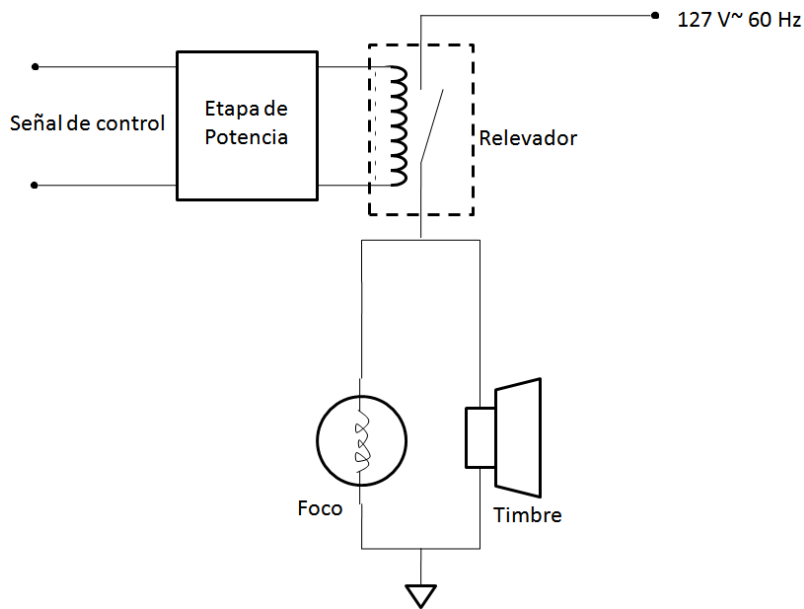 127 V~ 60 Hz
Señal de control
Etapa de
Potencia
Relevador
Foco
Timbre